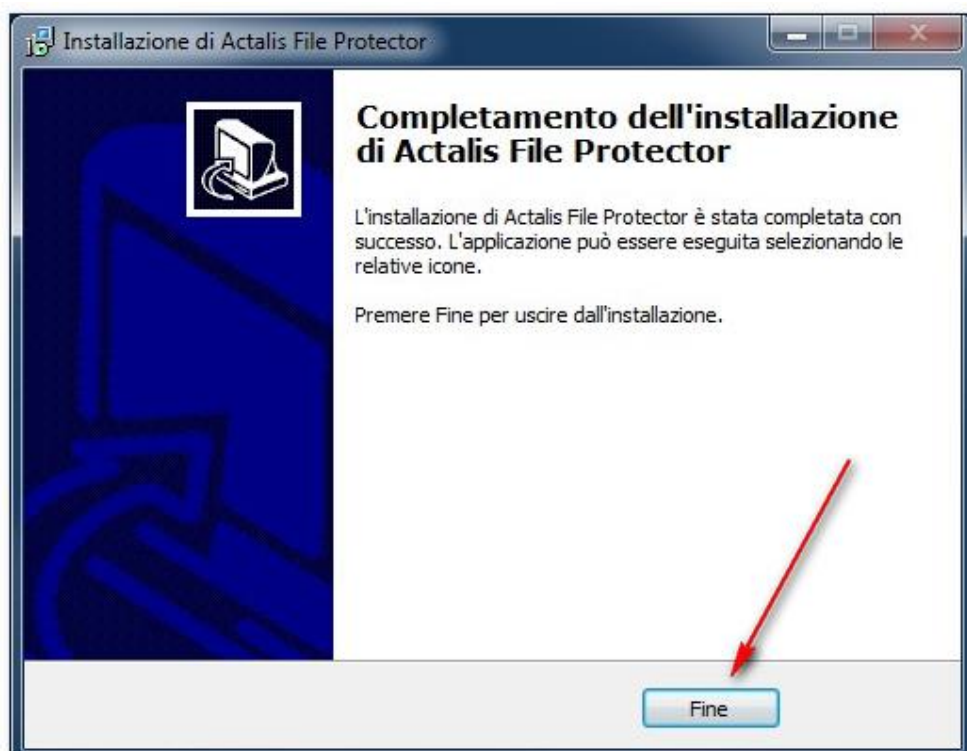 Installazione di Actalis File Protector
Completamento dell'installazione
di Actalis File Protector
L'installazione di Actalis File Protector è stata completata con
successo. L'applicazione può essere eseguita selezionando le
relative icone.
Premere Fine per uscire dall'installazione.
Fine